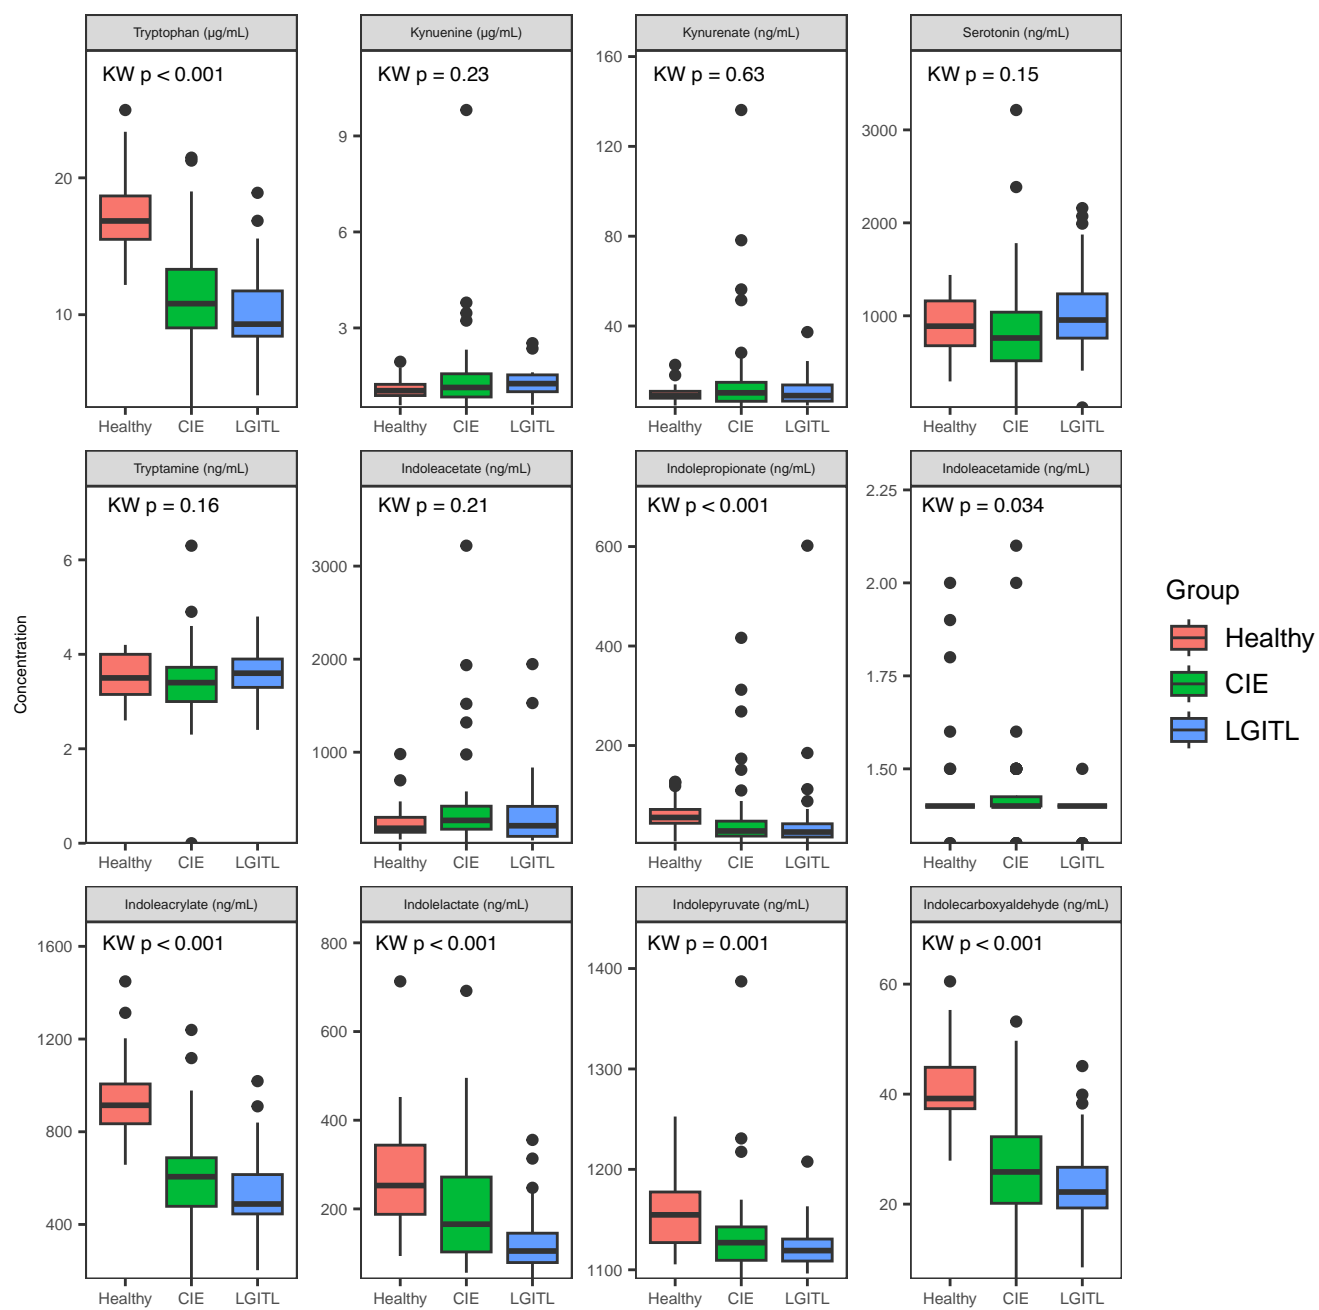 Tryptophan (µg/mL)
Kynuenine (µg/mL)
Kynurenate (ng/mL)
Serotonin (ng/mL)
KW p < 0.001
KW p = 0.23
KW p = 0.63
KW p = 0.15
20
10
9
6
3
160
120
80
40
3000
2000
1000
Healthy CIE LGITL
Healthy CIE LGITL
Healthy CIE LGITL
Healthy CIE LGITL
Tryptamine (ng/mL)
Indoleacetate (ng/mL)
Indolepropionate (ng/mL)
Indoleacetamide (ng/mL)
KW p = 0.16
KW p = 0.21
KW p < 0.001
KW p = 0.034
Concentration
6
4
2
0
3000
2000
1000
600
400
200
2.25
2.00
1.75
1.50
Healthy CIE LGITL
Healthy CIE LGITL
Healthy CIE LGITL
Healthy CIE LGITL
Group
Healthy
CIE
LGITL
Indoleacrylate (ng/mL)
Indolelactate (ng/mL)
Indolepyruvate (ng/mL)
Indolecarboxyaldehyde (ng/mL)
KW p < 0.001
KW p < 0.001
KW p = 0.001
KW p < 0.001
1600
1200
800
400
800
600
400
200
1400
1300
1200
1100
60
40
20
Healthy CIE LGITL
Healthy CIE LGITL
Healthy CIE LGITL
Healthy CIE LGITL